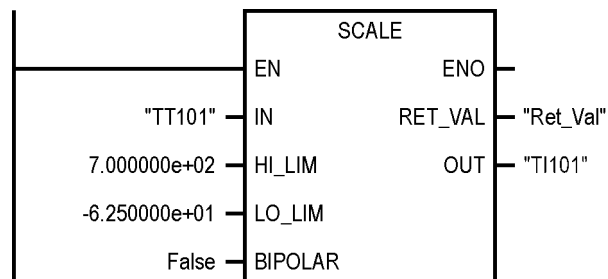 SCALE
EN ENO
"TT101" IN RET_VAL "Ret_Val"
7.000000e+02 HI_LIM OUT "TI101"
-6.250000e+01 LO_LIM
False BIPOLAR